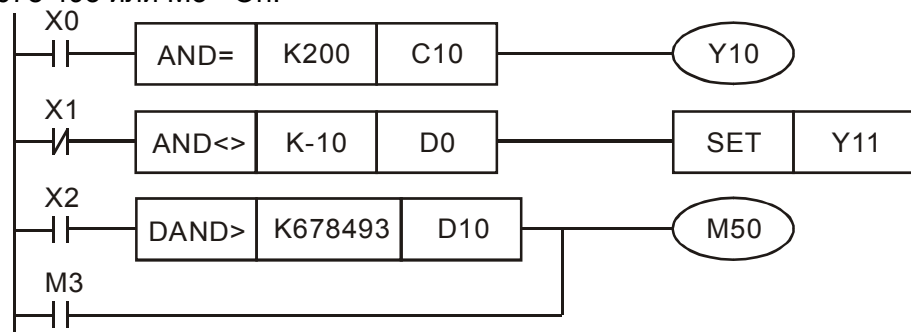 X0
AND= K200 C10 Y10
X1
AND<> K-10 D0 SET Y11
X2
DAND> K678493 D10 M50
M3